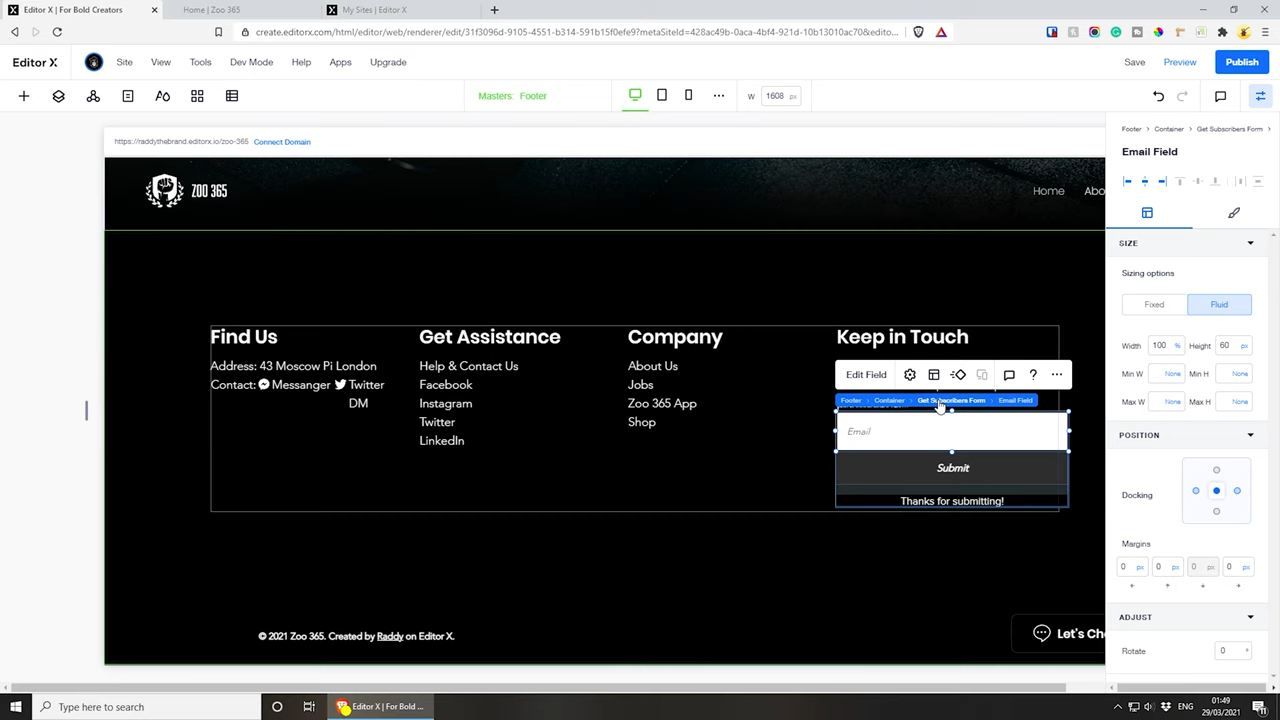 Editor X | For Bold Creators
Home | Zoo 365
My Sites | Editor X
create.editorx.com/html/editor/web/renderer/edit/31f3096d-9105-4551-b314-591b15f0efe9?metaSiteId=428ac49b-0aca-4bf4-921d-10b13010ac70&edito...
Editor X
Site
View
Tools
Dev Mode
Help
Apps
Upgrade
Save
Preview
Publish
Masters: Footer
W
1608 px
https://raddythebrand.editorx.io/zoo-365 Connect Domain
ZOO 365
Home
Abo
Find Us
Address: 43 Moscow Pi London
Contact: Messanger Twitter
DM
Get Assistance
Help & Contact Us
Facebook
Instagram
Twitter
LinkedIn
Company
About Us
Jobs
Zoo 365 App
Shop
Keep in Touch
Edit Field
Footer > Container > Get Subscribers Form > Email Field
Email
Submit
Thanks for submitting!
© 2021 Zoo 365. Created by Raddy on Editor X.
Let's Ch
Footer > Container > Get Subscribers Form >
Email Field
SIZE
Sizing options
Fixed
Fluid
Width 100 % Height 60 px
Min W None Min H None
Max W None Max H None
POSITION
Docking
Margins
0 px 0 px 0 px 0 px
ADJUST
Rotate 0 °
Type here to search
Editor X | For Bold ...
ENG
01:49
29/03/2021